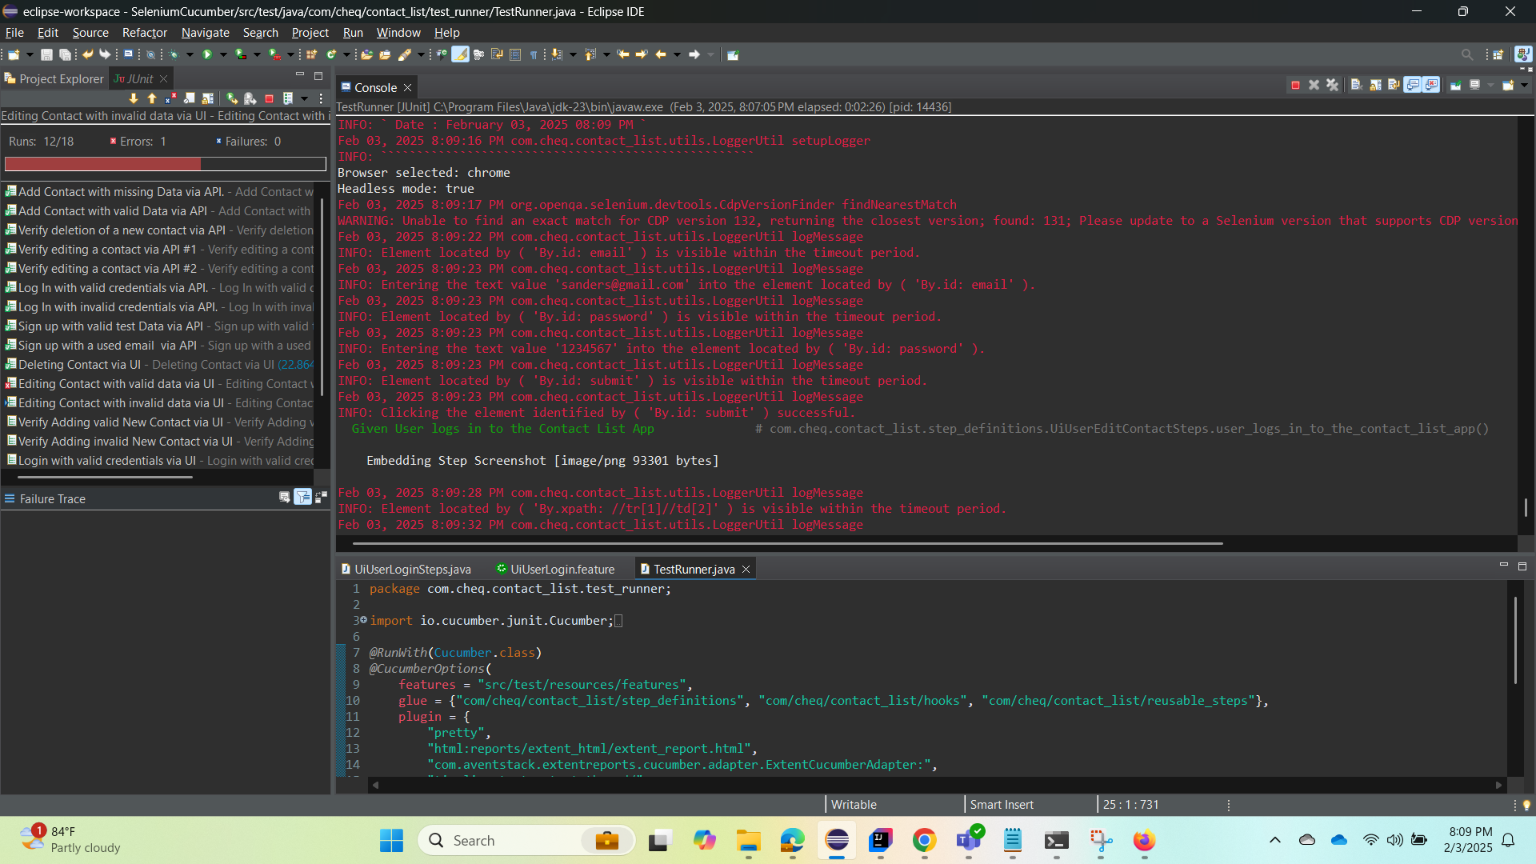 eclipse-workspace - SeleniumCucumber/src/test/java/com/cheq/contact_list/test_runner/TestRunner.java - Eclipse IDE
File Edit Source Refactor Navigate Search Project Run Window Help
Project Explorer JUnit
Console
TestRunner [JUnit] C:\Program Files\Java\jdk-23\bin\javaw.exe (Feb 3, 2025, 8:07:05 PM elapsed: 0:02:26) [pid: 14436]
Editing Contact with invalid data via UI - Editing Contact with i
Runs: 12/18 Errors: 1 Failures: 0
Add Contact with missing Data via API. - Add Contact w
Add Contact with valid Data via API - Add Contact with
Verify deletion of a new contact via API - Verify deletion
Verify editing a contact via API #1 - Verify editing a cont
Verify editing a contact via API #2 - Verify editing a cont
Log In with valid credentials via API. - Log In with valid c
Log In with invalid credentials via API. - Log In with inva
Sign up with valid test Data via API - Sign up with valid
Sign up with a used email via API - Sign up with a used
Deleting Contact via UI - Deleting Contact via UI (22.864
Editing Contact with valid data via UI - Editing Contact
Editing Contact with invalid data via UI - Editing Contac
Verify Adding valid New Contact via UI - Verify Adding v
Verify Adding invalid New Contact via UI - Verify Adding
Login with valid credentials via UI - Login with valid cre
Failure Trace
INFO: ` Date : February 03, 2025 08:09 PM `
Feb 03, 2025 8:09:16 PM com.cheq.contact_list.utils.LoggerUtil setupLogger
INFO: ````````````````````````````````````````````````````
Browser selected: chrome
Headless mode: true
Feb 03, 2025 8:09:17 PM org.openqa.selenium.devtools.CdpVersionFinder findNearestMatch
WARNING: Unable to find an exact match for CDP version 132, returning the closest version; found: 131; Please update to a Selenium version that supports CDP version
Feb 03, 2025 8:09:22 PM com.cheq.contact_list.utils.LoggerUtil logMessage
INFO: Element located by ( 'By.id: email' ) is visible within the timeout period.
Feb 03, 2025 8:09:23 PM com.cheq.contact_list.utils.LoggerUtil logMessage
INFO: Entering the text value 'sanders@gmail.com' into the element located by ( 'By.id: email' ).
Feb 03, 2025 8:09:23 PM com.cheq.contact_list.utils.LoggerUtil logMessage
INFO: Element located by ( 'By.id: password' ) is visible within the timeout period.
Feb 03, 2025 8:09:23 PM com.cheq.contact_list.utils.LoggerUtil logMessage
INFO: Entering the text value '1234567' into the element located by ( 'By.id: password' ).
Feb 03, 2025 8:09:23 PM com.cheq.contact_list.utils.LoggerUtil logMessage
INFO: Element located by ( 'By.id: submit' ) is visible within the timeout period.
Feb 03, 2025 8:09:23 PM com.cheq.contact_list.utils.LoggerUtil logMessage
INFO: Clicking the element identified by ( 'By.id: submit' ) successful.
Given User logs in to the Contact List App # com.cheq.contact_list.step_definitions.UiUserEditContactSteps.user_logs_in_to_the_contact_list_app()
Embedding Step Screenshot [image/png 93301 bytes]
Feb 03, 2025 8:09:28 PM com.cheq.contact_list.utils.LoggerUtil logMessage
INFO: Element located by ( 'By.xpath: //tr[1]//td[2]' ) is visible within the timeout period.
Feb 03, 2025 8:09:32 PM com.cheq.contact_list.utils.LoggerUtil logMessage
UiUserLoginSteps.java UiUserLogin.feature TestRunner.java
1 package com.cheq.contact_list.test_runner;
2
3 import io.cucumber.junit.Cucumber;
6
7 @RunWith(Cucumber.class)
8 @CucumberOptions(
9 features = "src/test/resources/features",
10 glue = {"com/cheq/contact_list/step_definitions", "com/cheq/contact_list/hooks", "com/cheq/contact_list/reusable_steps"},
11 plugin = {
12 "pretty",
13 "html:reports/extent_html/extent_report.html",
14 "com.aventstack.extentreports.cucumber.adapter.ExtentCucumberAdapter:",
Writable Smart Insert 25 : 1 : 731
1 84°F
Partly cloudy
Search
8:09 PM
2/3/2025